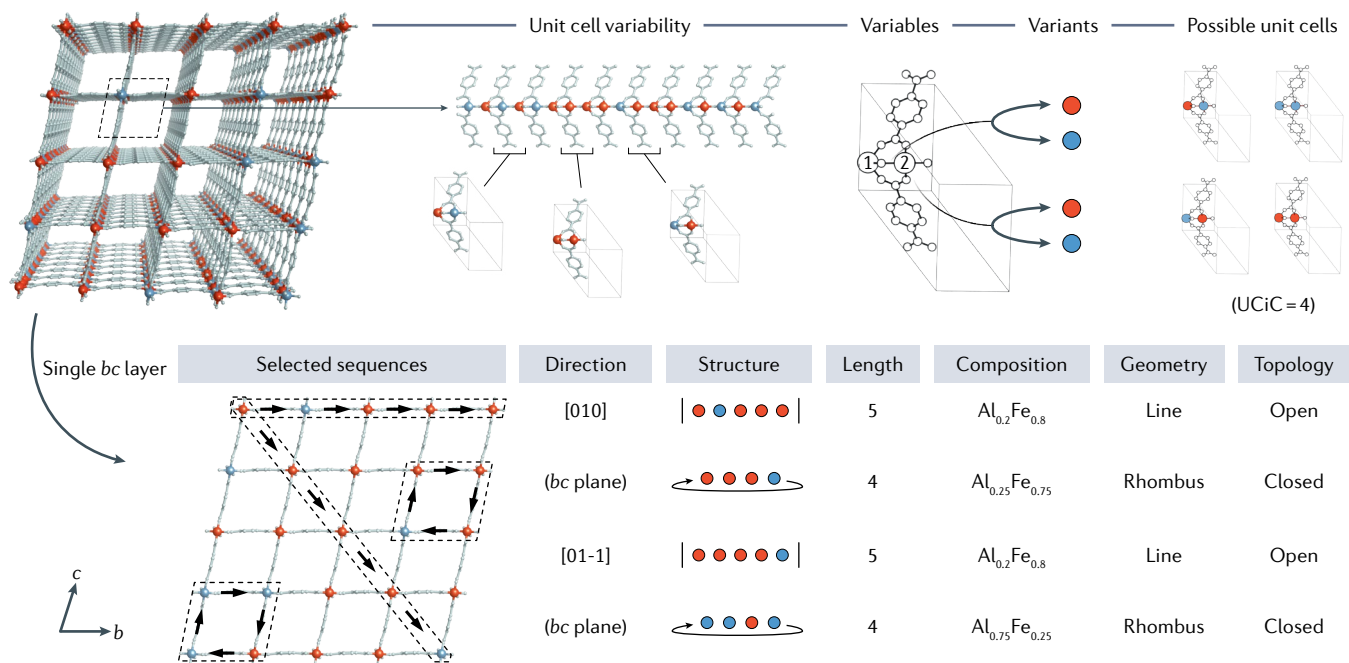 Unit cell variability
Variables
Variants
Possible unit cells
1 2
(UCiC = 4)
Single bc layer
Selected sequences Direction Structure Length Composition Geometry Topology
[010] 5 Al0.2Fe0.8 Line Open
(bc plane) 4 Al0.25Fe0.75 Rhombus Closed
[01-1] 5 Al0.2Fe0.8 Line Open
(bc plane) 4 Al0.75Fe0.25 Rhombus Closed
c
b